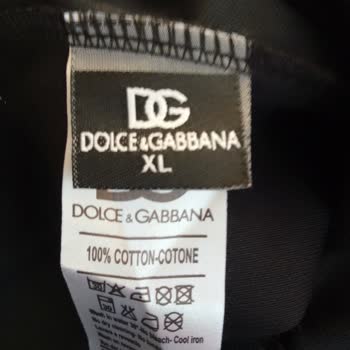 DG
DOLCE&GABBANA
XL
DOLCE & GABBANA
100% COTTON-COTONE
Cool iron